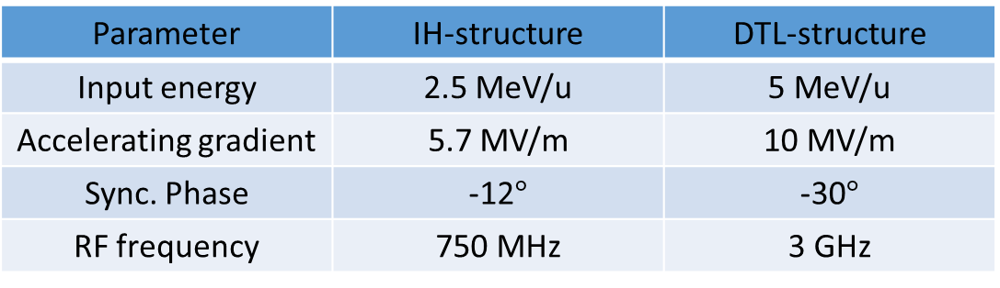 Parameter IH-structure DTL-structure
Input energy 2.5 MeV/u 5 MeV/u
Accelerating gradient 5.7 MV/m 10 MV/m
Sync. Phase -12° -30°
RF frequency 750 MHz 3 GHz